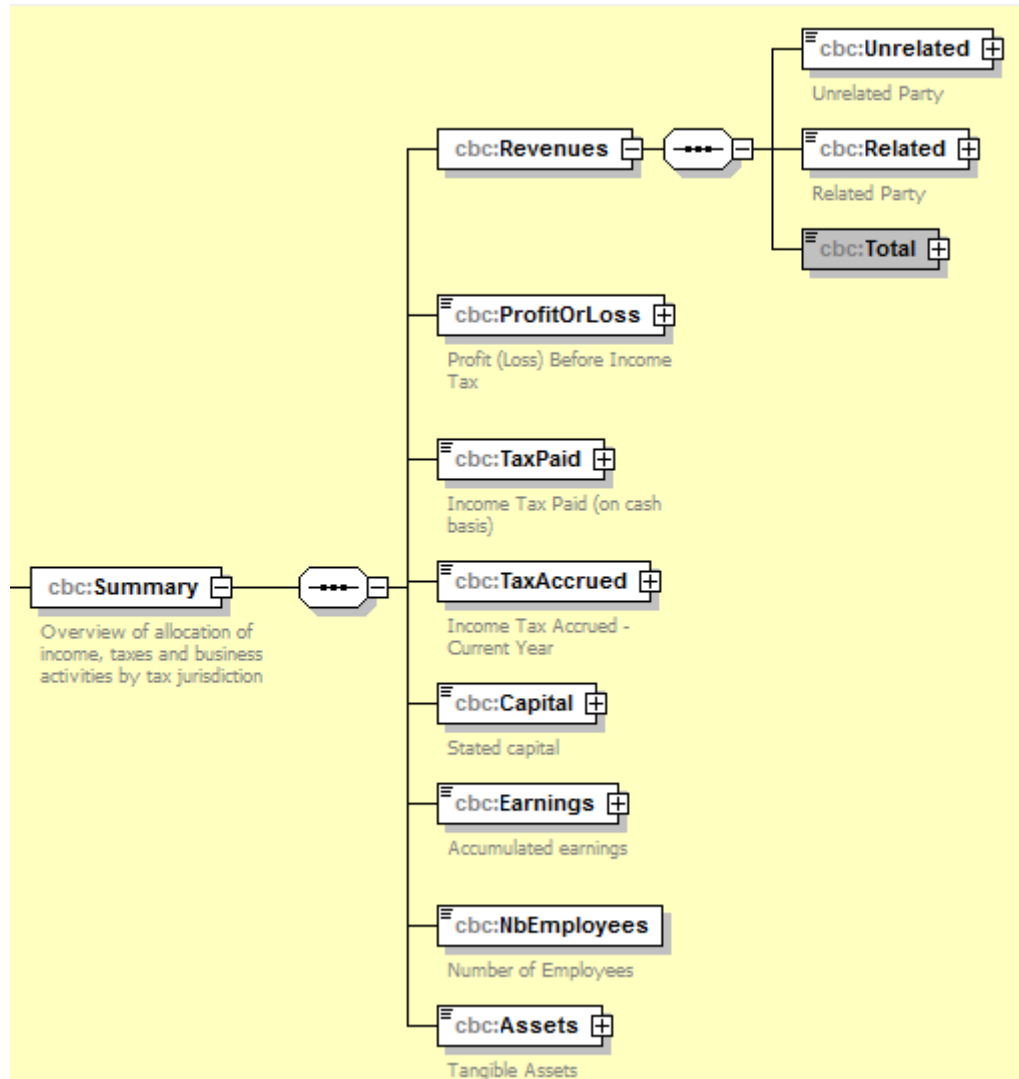 cbc:Unrelated
Unrelated Party
cbc:Revenues
cbc:Related
Related Party
cbc:Total
cbc:ProfitOrLoss
Profit (Loss) Before Income
Tax
cbc:TaxPaid
Income Tax Paid (on cash
basis)
cbc:Summary
Overview of allocation of
income, taxes and business
activities by tax jurisdiction
cbc:TaxAccrued
Income Tax Accrued -
Current Year
cbc:Capital
Stated capital
cbc:Earnings
Accumulated earnings
cbc:NbEmployees
Number of Employees
cbc:Assets
Tangible Assets